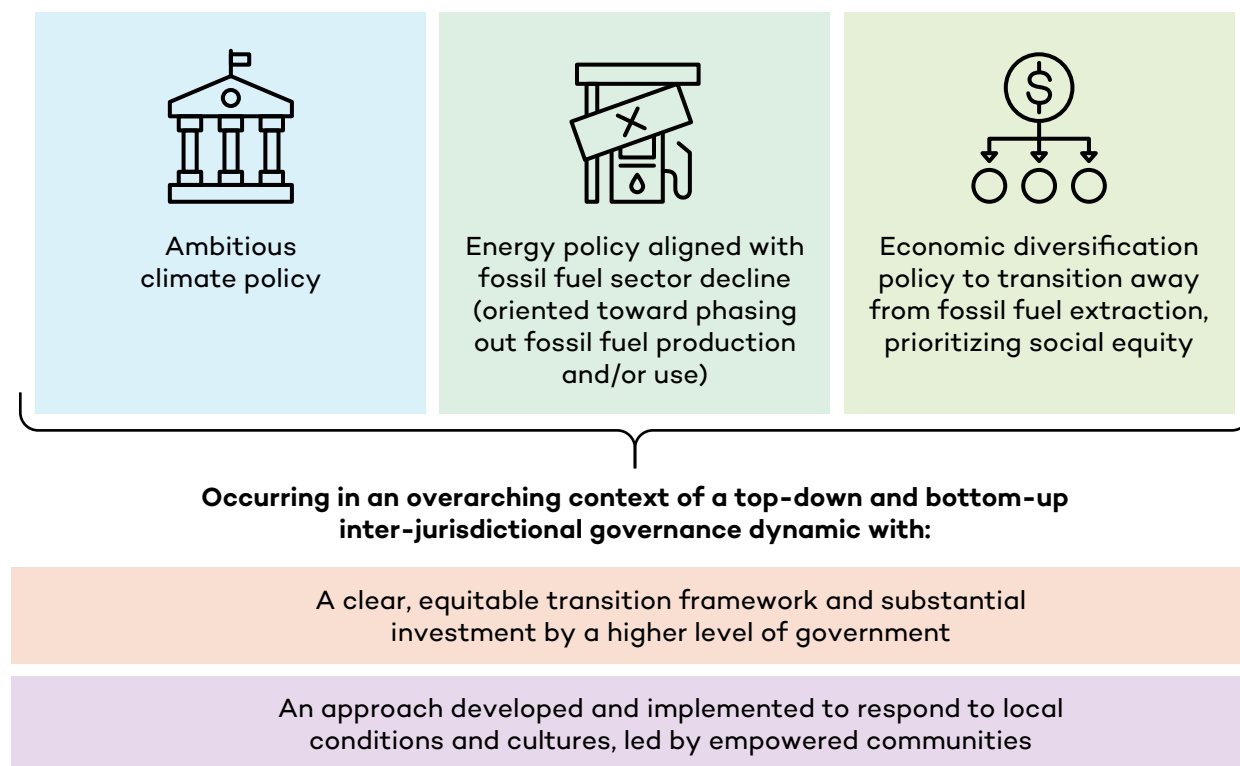 Ambitious
climate policy
Energy policy aligned with
fossil fuel sector decline
(oriented toward phasing
out fossil fuel production
and/or use)
$
Economic diversification
policy to transition away
from fossil fuel extraction,
prioritizing social equity
Occurring in an overarching context of a top-down and bottom-up
inter-jurisdictional governance dynamic with:
A clear, equitable transition framework and substantial
investment by a higher level of government
An approach developed and implemented to respond to local
conditions and cultures, led by empowered communities